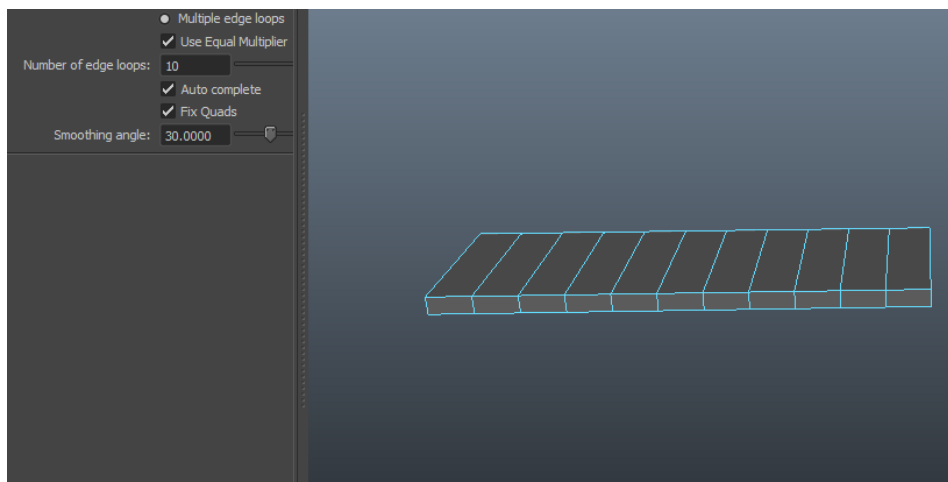 Multiple edge loops
Use Equal Multiplier
Number of edge loops: 10
Auto complete
Fix Quads
Smoothing angle: 30.0000